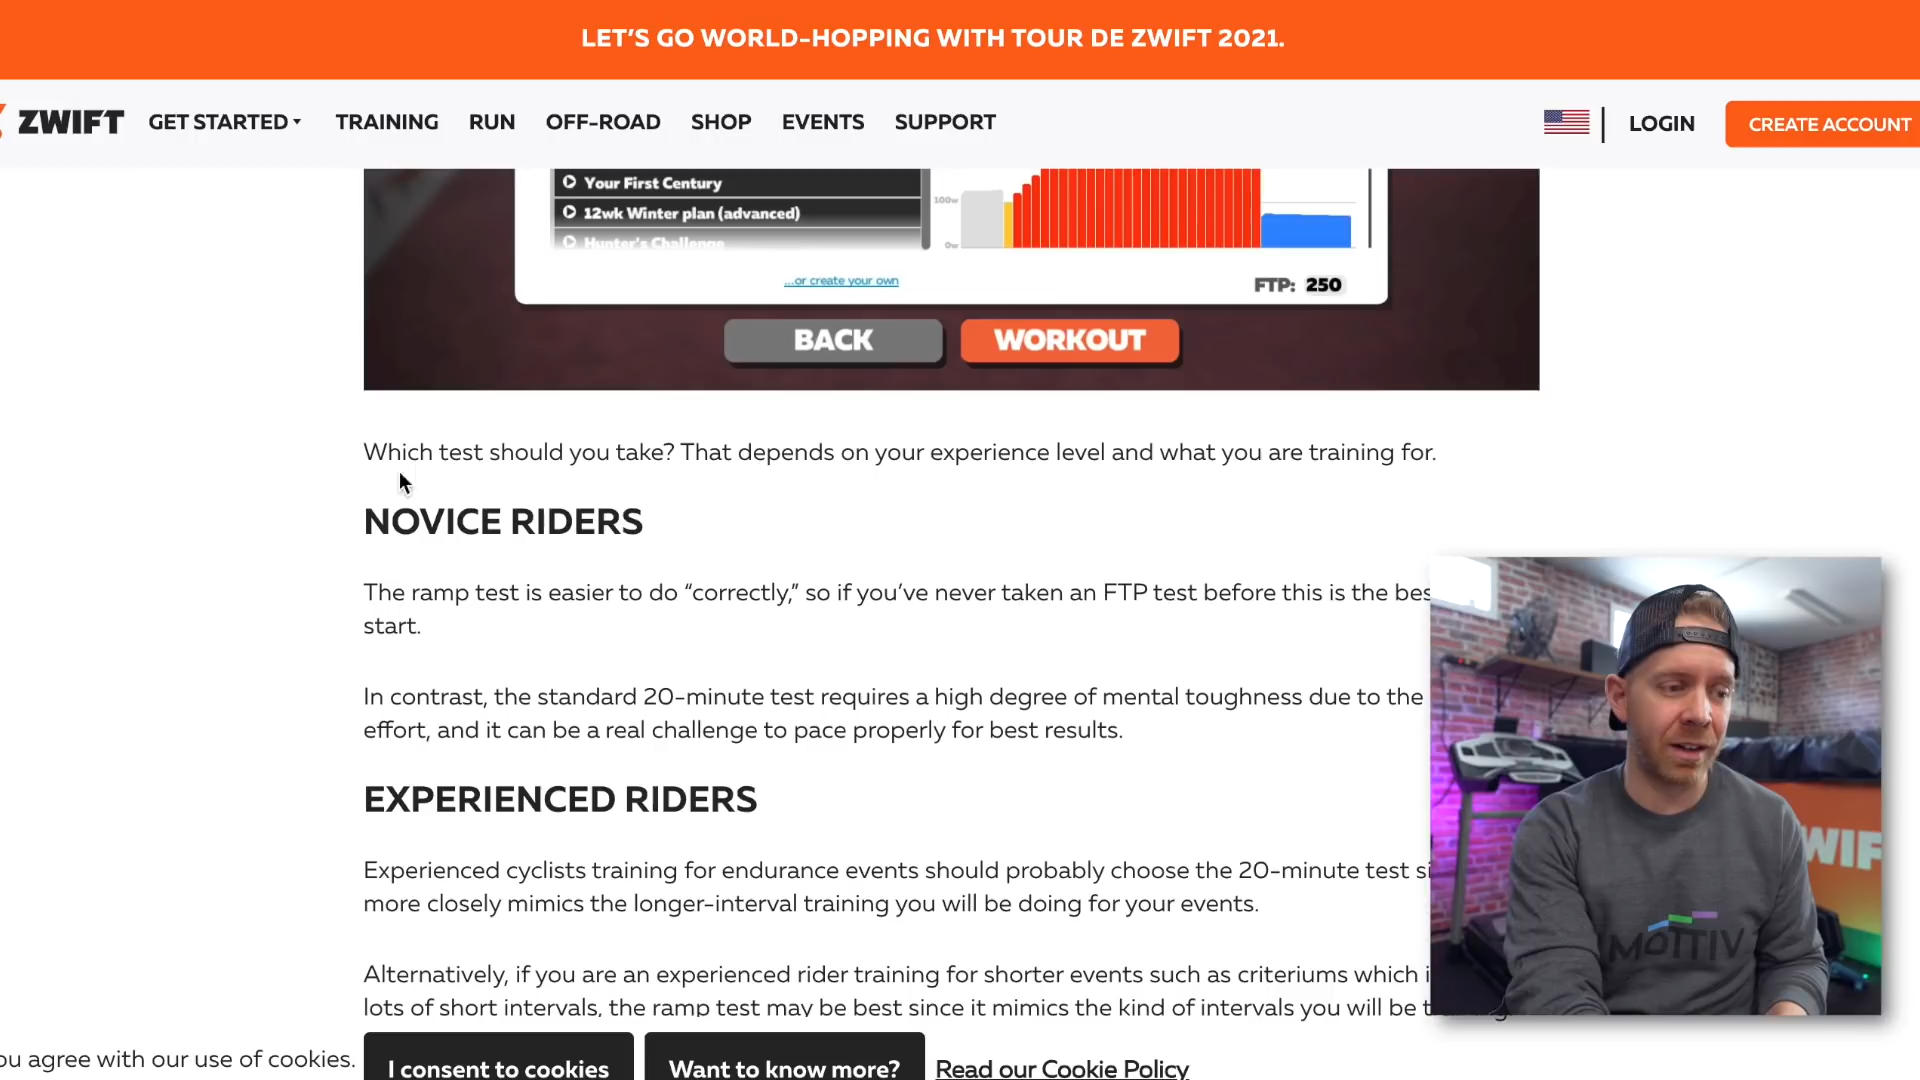 LET'S GO WORLD-HOPPING WITH TOUR DE ZWIFT 2021.
ZWIFT GET STARTED TRAINING RUN OFF-ROAD SHOP EVENTS SUPPORT LOGIN CREATE ACCOUNT
Your First Century
100w
12wk Winter plan (advanced)
Hunter's Challenge
0w
...or create your own
FTP: 250
BACK WORKOUT
Which test should you take? That depends on your experience level and what you are training for.
NOVICE RIDERS
The ramp test is easier to do “correctly,” so if you’ve never taken an FTP test before this is the bes
start.
In contrast, the standard 20-minute test requires a high degree of mental toughness due to the
effort, and it can be a real challenge to pace properly for best results.
EXPERIENCED RIDERS
Experienced cyclists training for endurance events should probably choose the 20-minute test si
more closely mimics the longer-interval training you will be doing for your events.
Alternatively, if you are an experienced rider training for shorter events such as criteriums which i
lots of short intervals, the ramp test may be best since it mimics the kind of intervals you will be t
ou agree with our use of cookies. I consent to cookies Want to know more? Read our Cookie Policy
ZWIF
MOTTIV